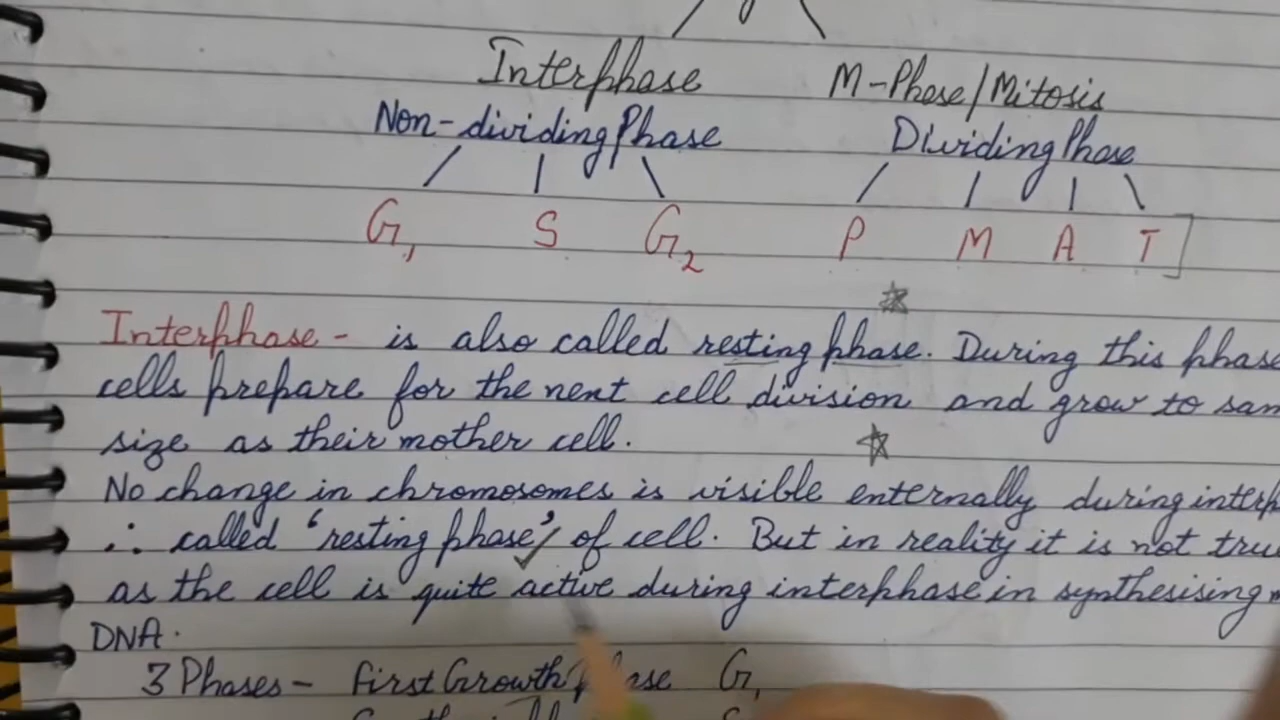 Interphase M-Phase/Mitosis
Non-dividing Phase Dividing Phase
G1 S G2 P M A T
Interphase - is also called resting phase. During this phase
cells prepare for the next cell division and grow to
size as their mother cell.
No change in chromosomes is visible externally during
∴ called 'resting phase' of cell. But in reality it is not
as the cell is quite active during interphase in synthesising
DNA.
3 Phases - First Growth Phase G1